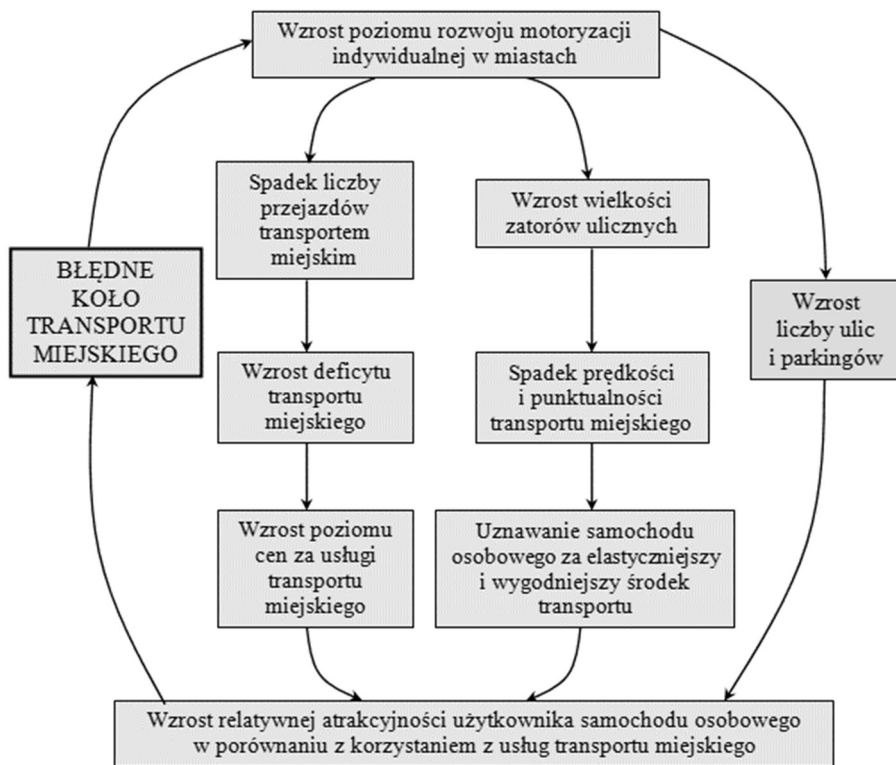 Wzrost poziomu rozwoju motoryzacji
indywidualnej w miastach
Spadek liczby
przejazdów
transportem
miejskim
Wzrost wielkości
zatorów ulicznych
BŁĘDNE
KOŁO
TRANSPORTU
MIEJSKIEGO
Wzrost
liczby ulic
i parkingów
Wzrost deficytu
transportu
miejskiego
Spadek prędkości
i punktualności
transportu miejskiego
Wzrost poziomu
cen za usługi
transportu
miejskiego
Uznawanie samochodu
osobowego za elastyczniejszy
i wygodniejszy środek
transportu
Wzrost relatywnej atrakcyjności użytkownika samochodu osobowego
w porównaniu z korzystaniem z usług transportu miejskiego